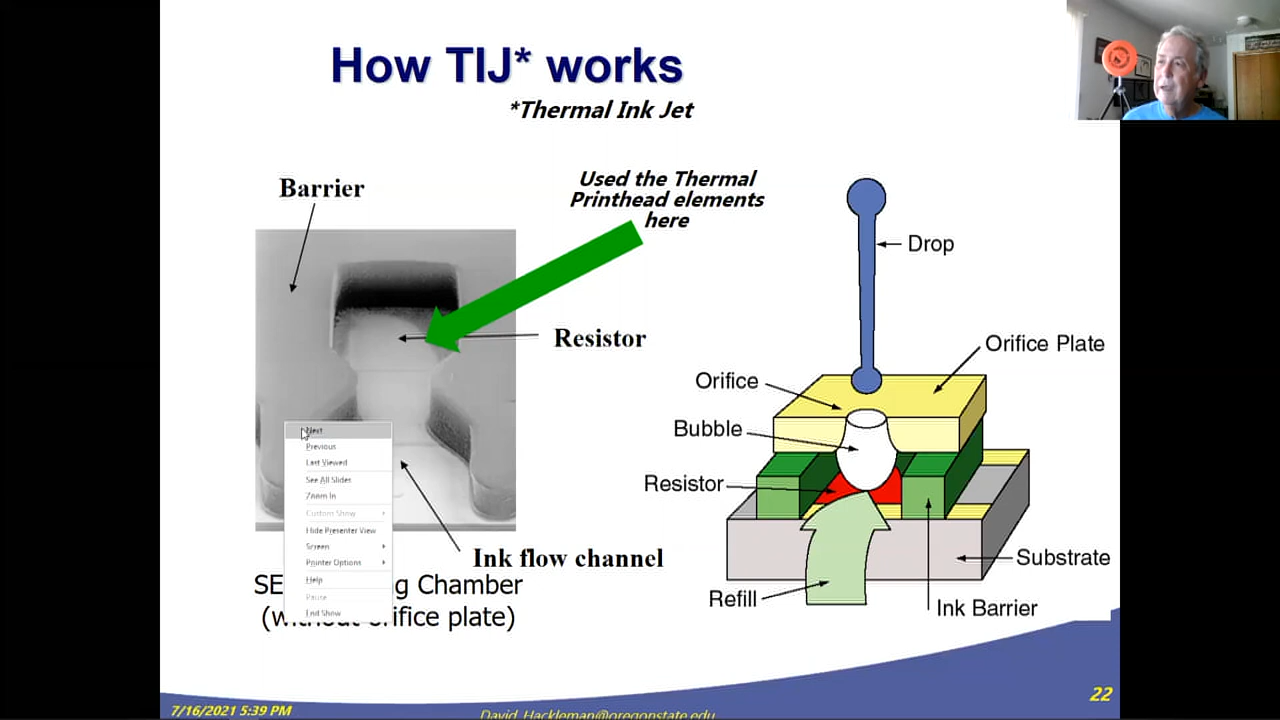 How TIJ* works
*Thermal Ink Jet
Used the Thermal
Printhead elements
here
Barrier
Resistor
Ink flow channel
Next
Previous
Last Viewed
See All Slides
Zoom In
Custom Show
Hide Presenter View
Screen
Pointer Options
Help
Pause
End Show
SE g Chamber
(without orifice plate)
Drop
Orifice Plate
Orifice
Bubble
Resistor
Substrate
Refill
Ink Barrier
7/16/2021 5:39 PM
David_Hackleman@oregonstate.edu
22